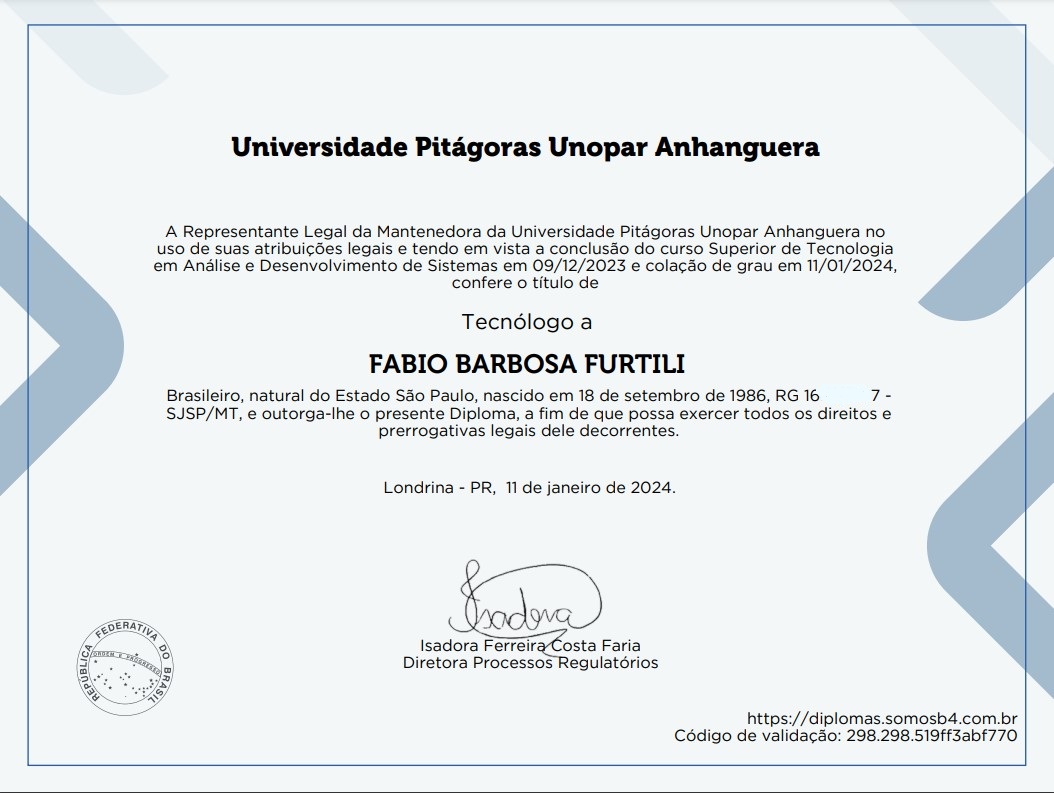 Universidade Pitágoras Unopar Anhanguera
A Representante Legal da Mantenedora da Universidade Pitágoras Unopar Anhanguera no
uso de suas atribuições legais e tendo em vista a conclusão do curso Superior de Tecnologia
em Análise e Desenvolvimento de Sistemas em 09/12/2023 e colação de grau em 11/01/2024,
confere o título de
Tecnólogo a
FABIO BARBOSA FURTILI
Brasileiro, natural do Estado São Paulo, nascido em 18 de setembro de 1986, RG 16 7 -
SJSP/MT, e outorga-lhe o presente Diploma, a fim de que possa exercer todos os direitos e
prerrogativas legais dele decorrentes.
Londrina - PR, 11 de janeiro de 2024.
Isadora
Isadora Ferreira Costa Faria
Diretora Processos Regulatórios
REPÚBLICA FEDERATIVA DO BRASIL
ORDEM E PROGRESSO
https://diplomas.somosb4.com.br
Código de validação: 298.298.519ff3abf770